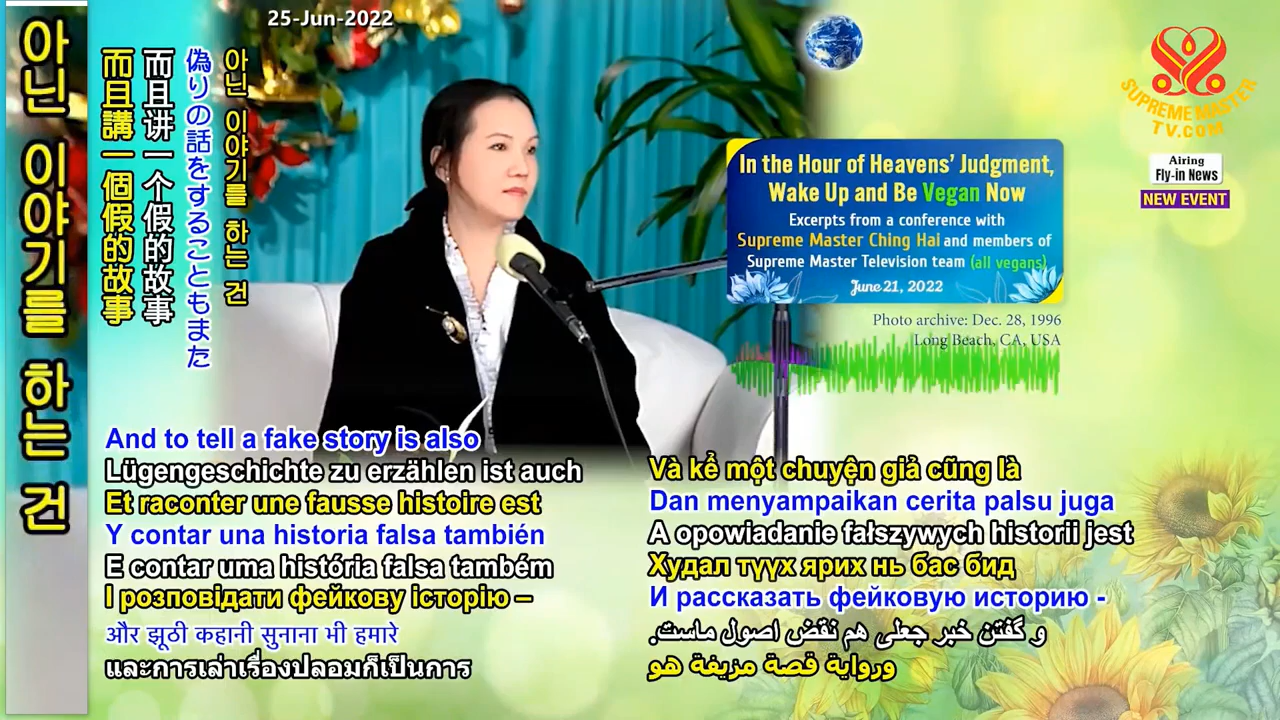 25-Jun-2022
아닌 이야기를 하는 건
而且講一個假的故事
而且讲一个假的故事
偽りの話をすることもまた
아닌 이야기를 하는 건
SUPREME MASTER
TV.COM
Airing
Fly-in News
NEW EVENT
In the Hour of Heavens’ Judgment,
Wake Up and Be Vegan Now
Excerpts from a conference with
Supreme Master Ching Hai and members of
Supreme Master Television team (all vegans)
June 21, 2022
Photo archive: Dec. 28, 1996
Long Beach, CA, USA
And to tell a fake story is also
Lügengeschichte zu erzählen ist auch
Et raconter une fausse histoire est
Y contar una historia falsa también
E contar uma história falsa também
І розповідати фейкову історію –
और झूठी कहानी सुनाना भी हमारे
และการเล่าเรื่องปลอมก็เป็นการ
Và kể một chuyện giả cũng là
Dan menyampaikan cerita palsu juga
A opowiadanie fałszywych historii jest
Худал түүх ярих нь бас бид
И рассказать фейковую историю -
و گفتن خبر جعلی هم نقض اصول ماست.
ورواية قصة مزيفة هو